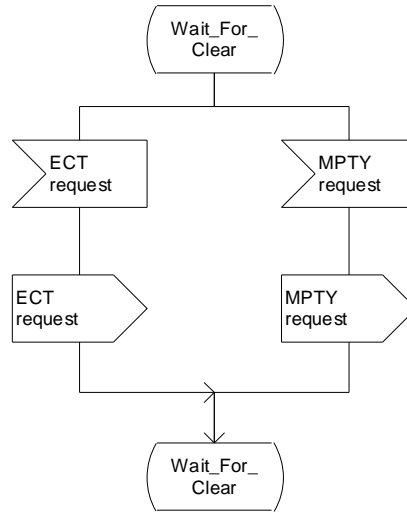 Wait_For_
Clear
ECT
request
MPTY
request
ECT
request
MPTY
request
Wait_For_
Clear